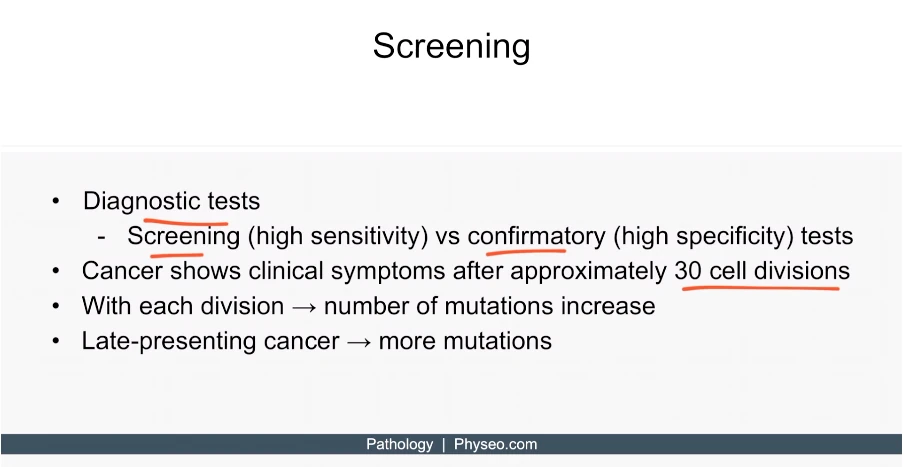 Screening
• Diagnostic tests
- Screening (high sensitivity) vs confirmatory (high specificity) tests
• Cancer shows clinical symptoms after approximately 30 cell divisions
• With each division → number of mutations increase
• Late-presenting cancer → more mutations
Pathology | Physeo.com